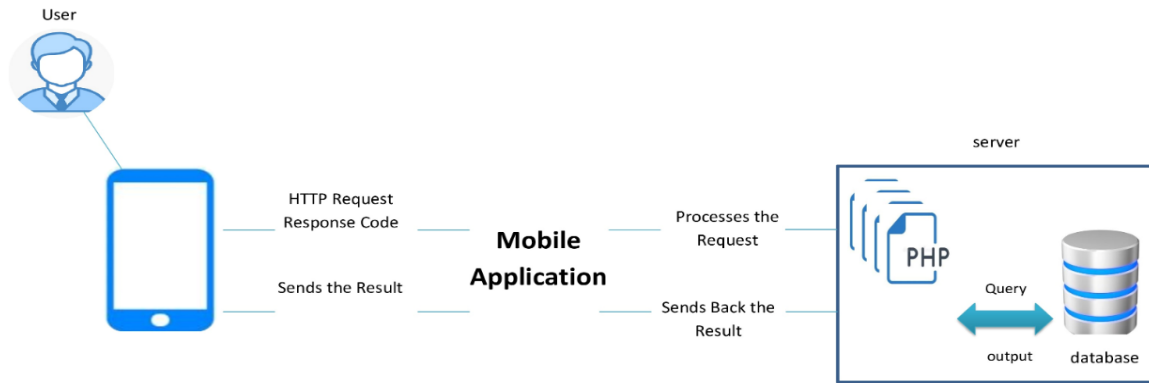 User
server
HTTP Request
Response Code
Mobile
Application
Processes the
Request
PHP
Sends the Result
Sends Back the
Result
Query
output
database